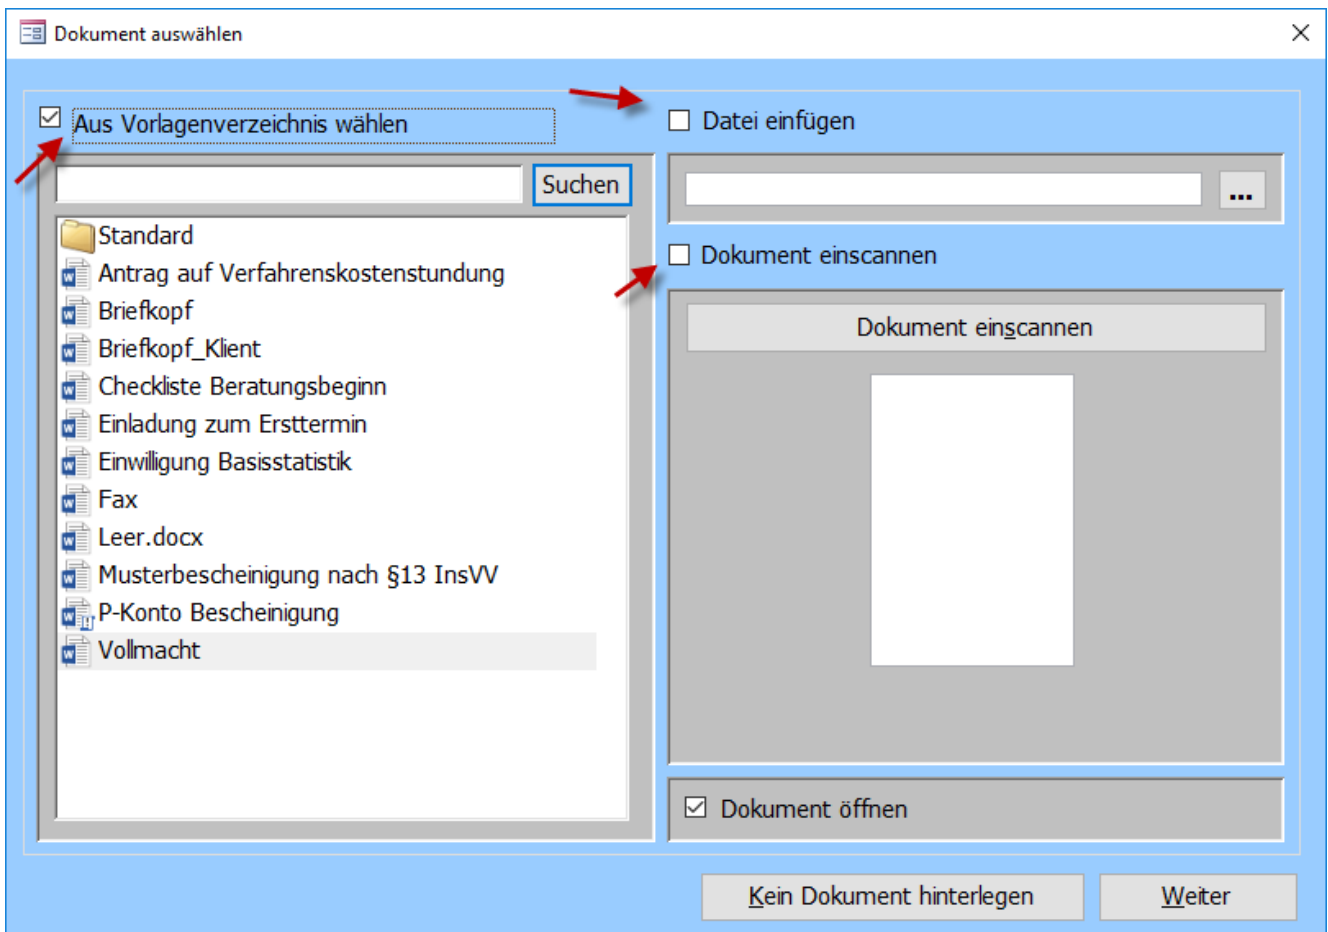 Dokument auswählen
Aus Vorlagenverzeichnis wählen
Suchen
Standard
Antrag auf Verfahrenskostenstundung
Briefkopf
Briefkopf_Klient
Checkliste Beratungsbeginn
Einladung zum Ersttermin
Einwilligung Basisstatistik
Fax
Leer.docx
Musterbescheinigung nach §13 InsVV
P-Konto Bescheinigung
Vollmacht
Datei einfügen
...
Dokument einscannen
Dokument einscannen
Dokument öffnen
Kein Dokument hinterlegen
Weiter